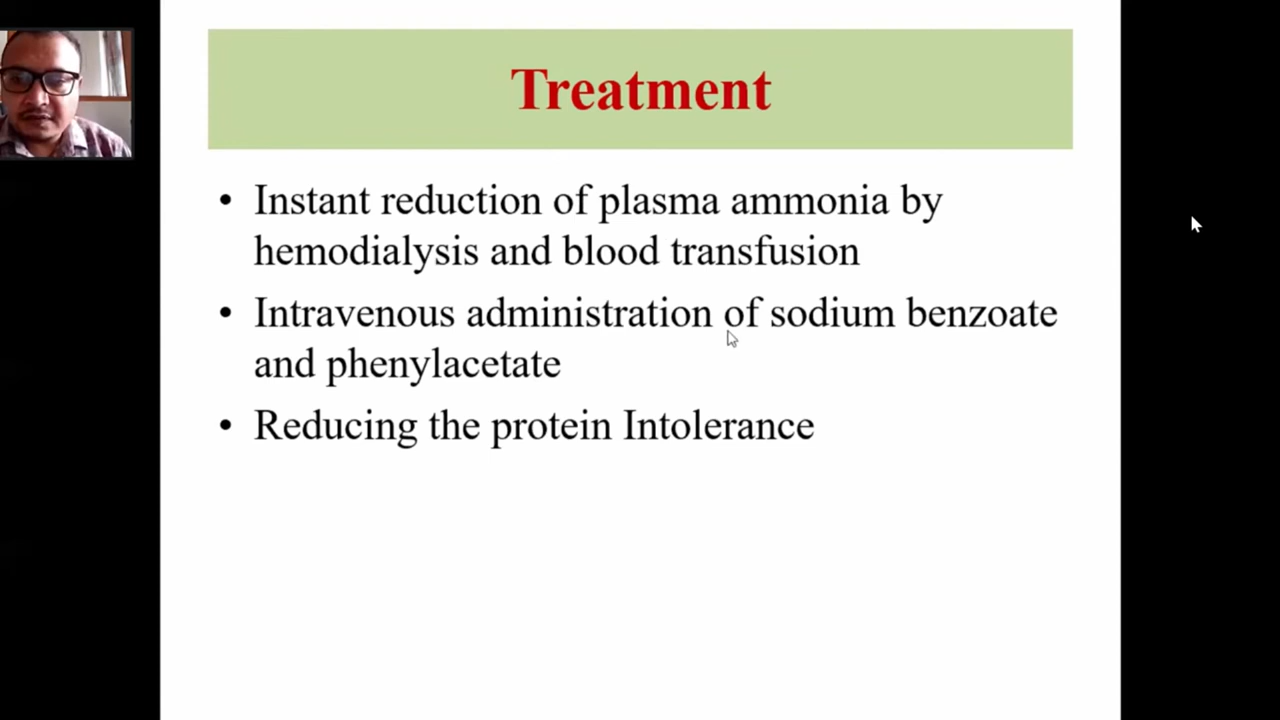 Treatment
• Instant reduction of plasma ammonia by
hemodialysis and blood transfusion
• Intravenous administration of sodium benzoate
and phenylacetate
• Reducing the protein Intolerance